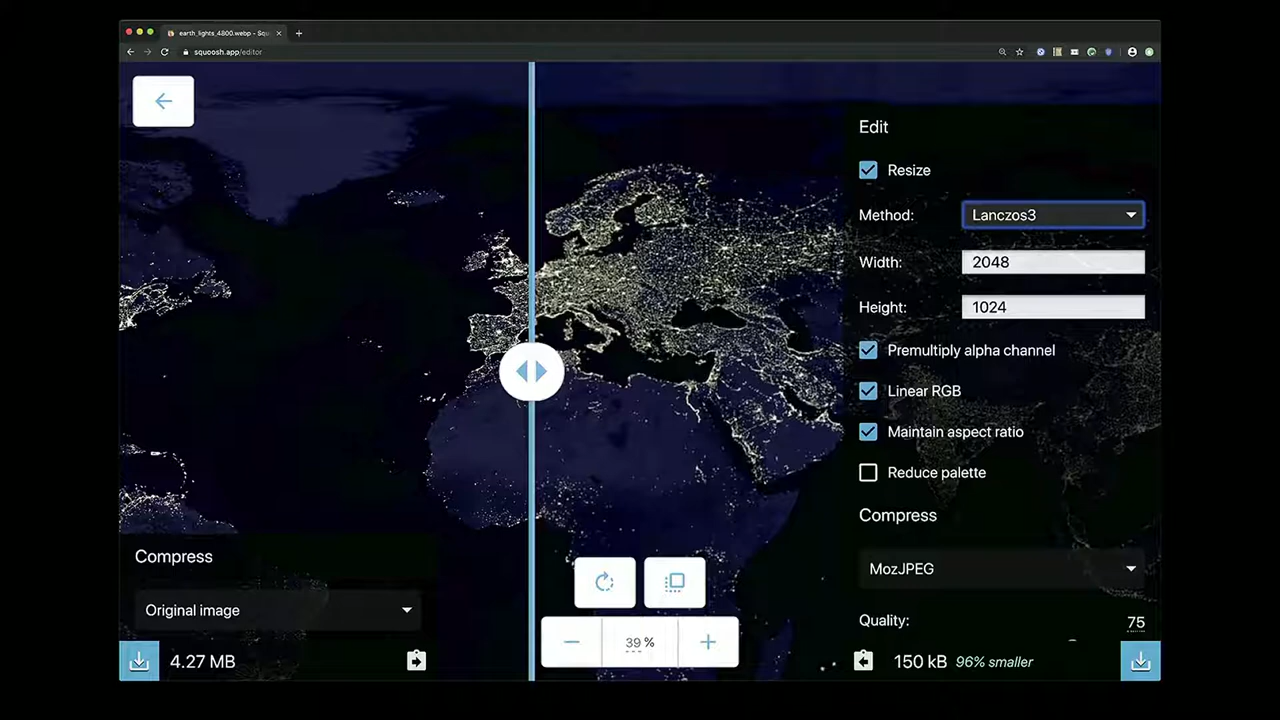 earth_lights_4800.webp - Squ
squoosh.app/editor
Edit
Resize
Method: Lanczos3
Width: 2048
Height: 1024
Premultiply alpha channel
Linear RGB
Maintain aspect ratio
Reduce palette
Compress
MozJPEG
Quality: 75
150 kB 96% smaller
Compress
Original image
4.27 MB
39 %